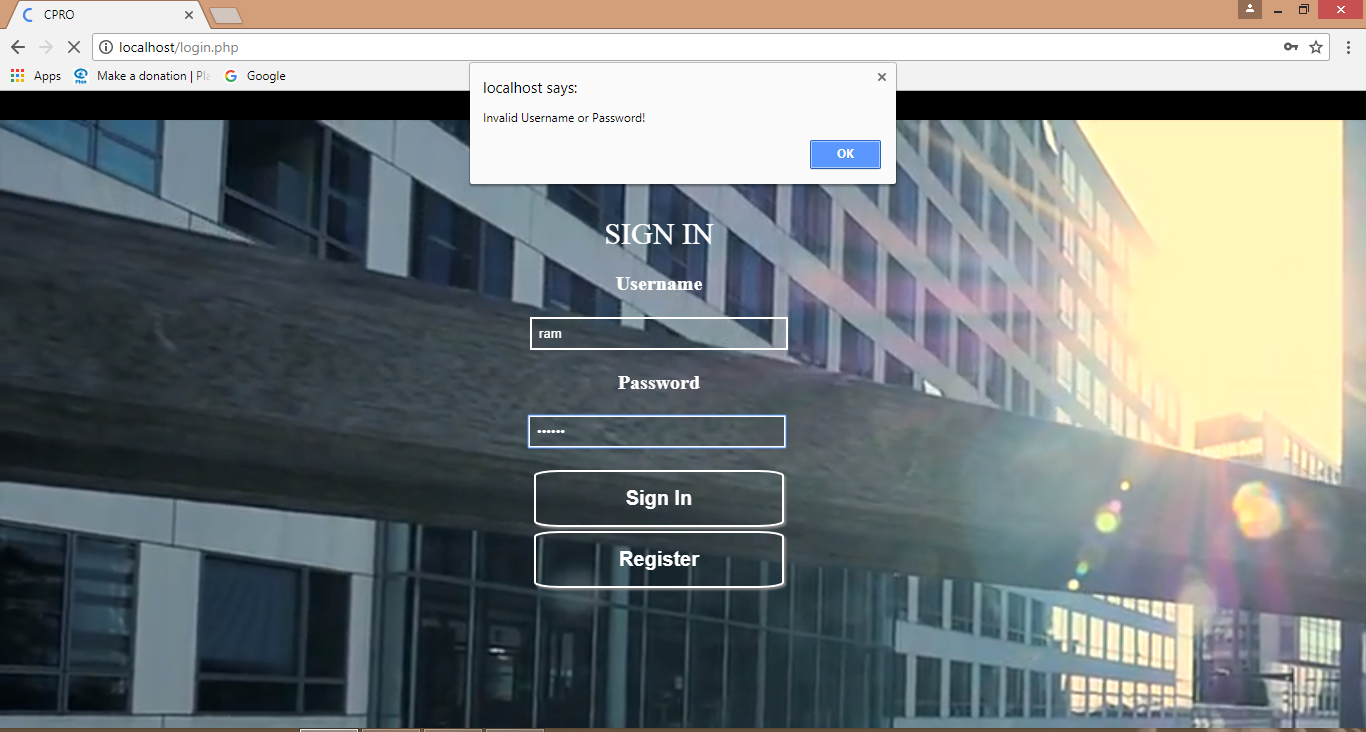 CPRO
localhost/login.php
Apps
Make a donation | Pla
Google
localhost says:
Invalid Username or Password!
OK
SIGN IN
Username
ram
Password
••••••
Sign In
Register